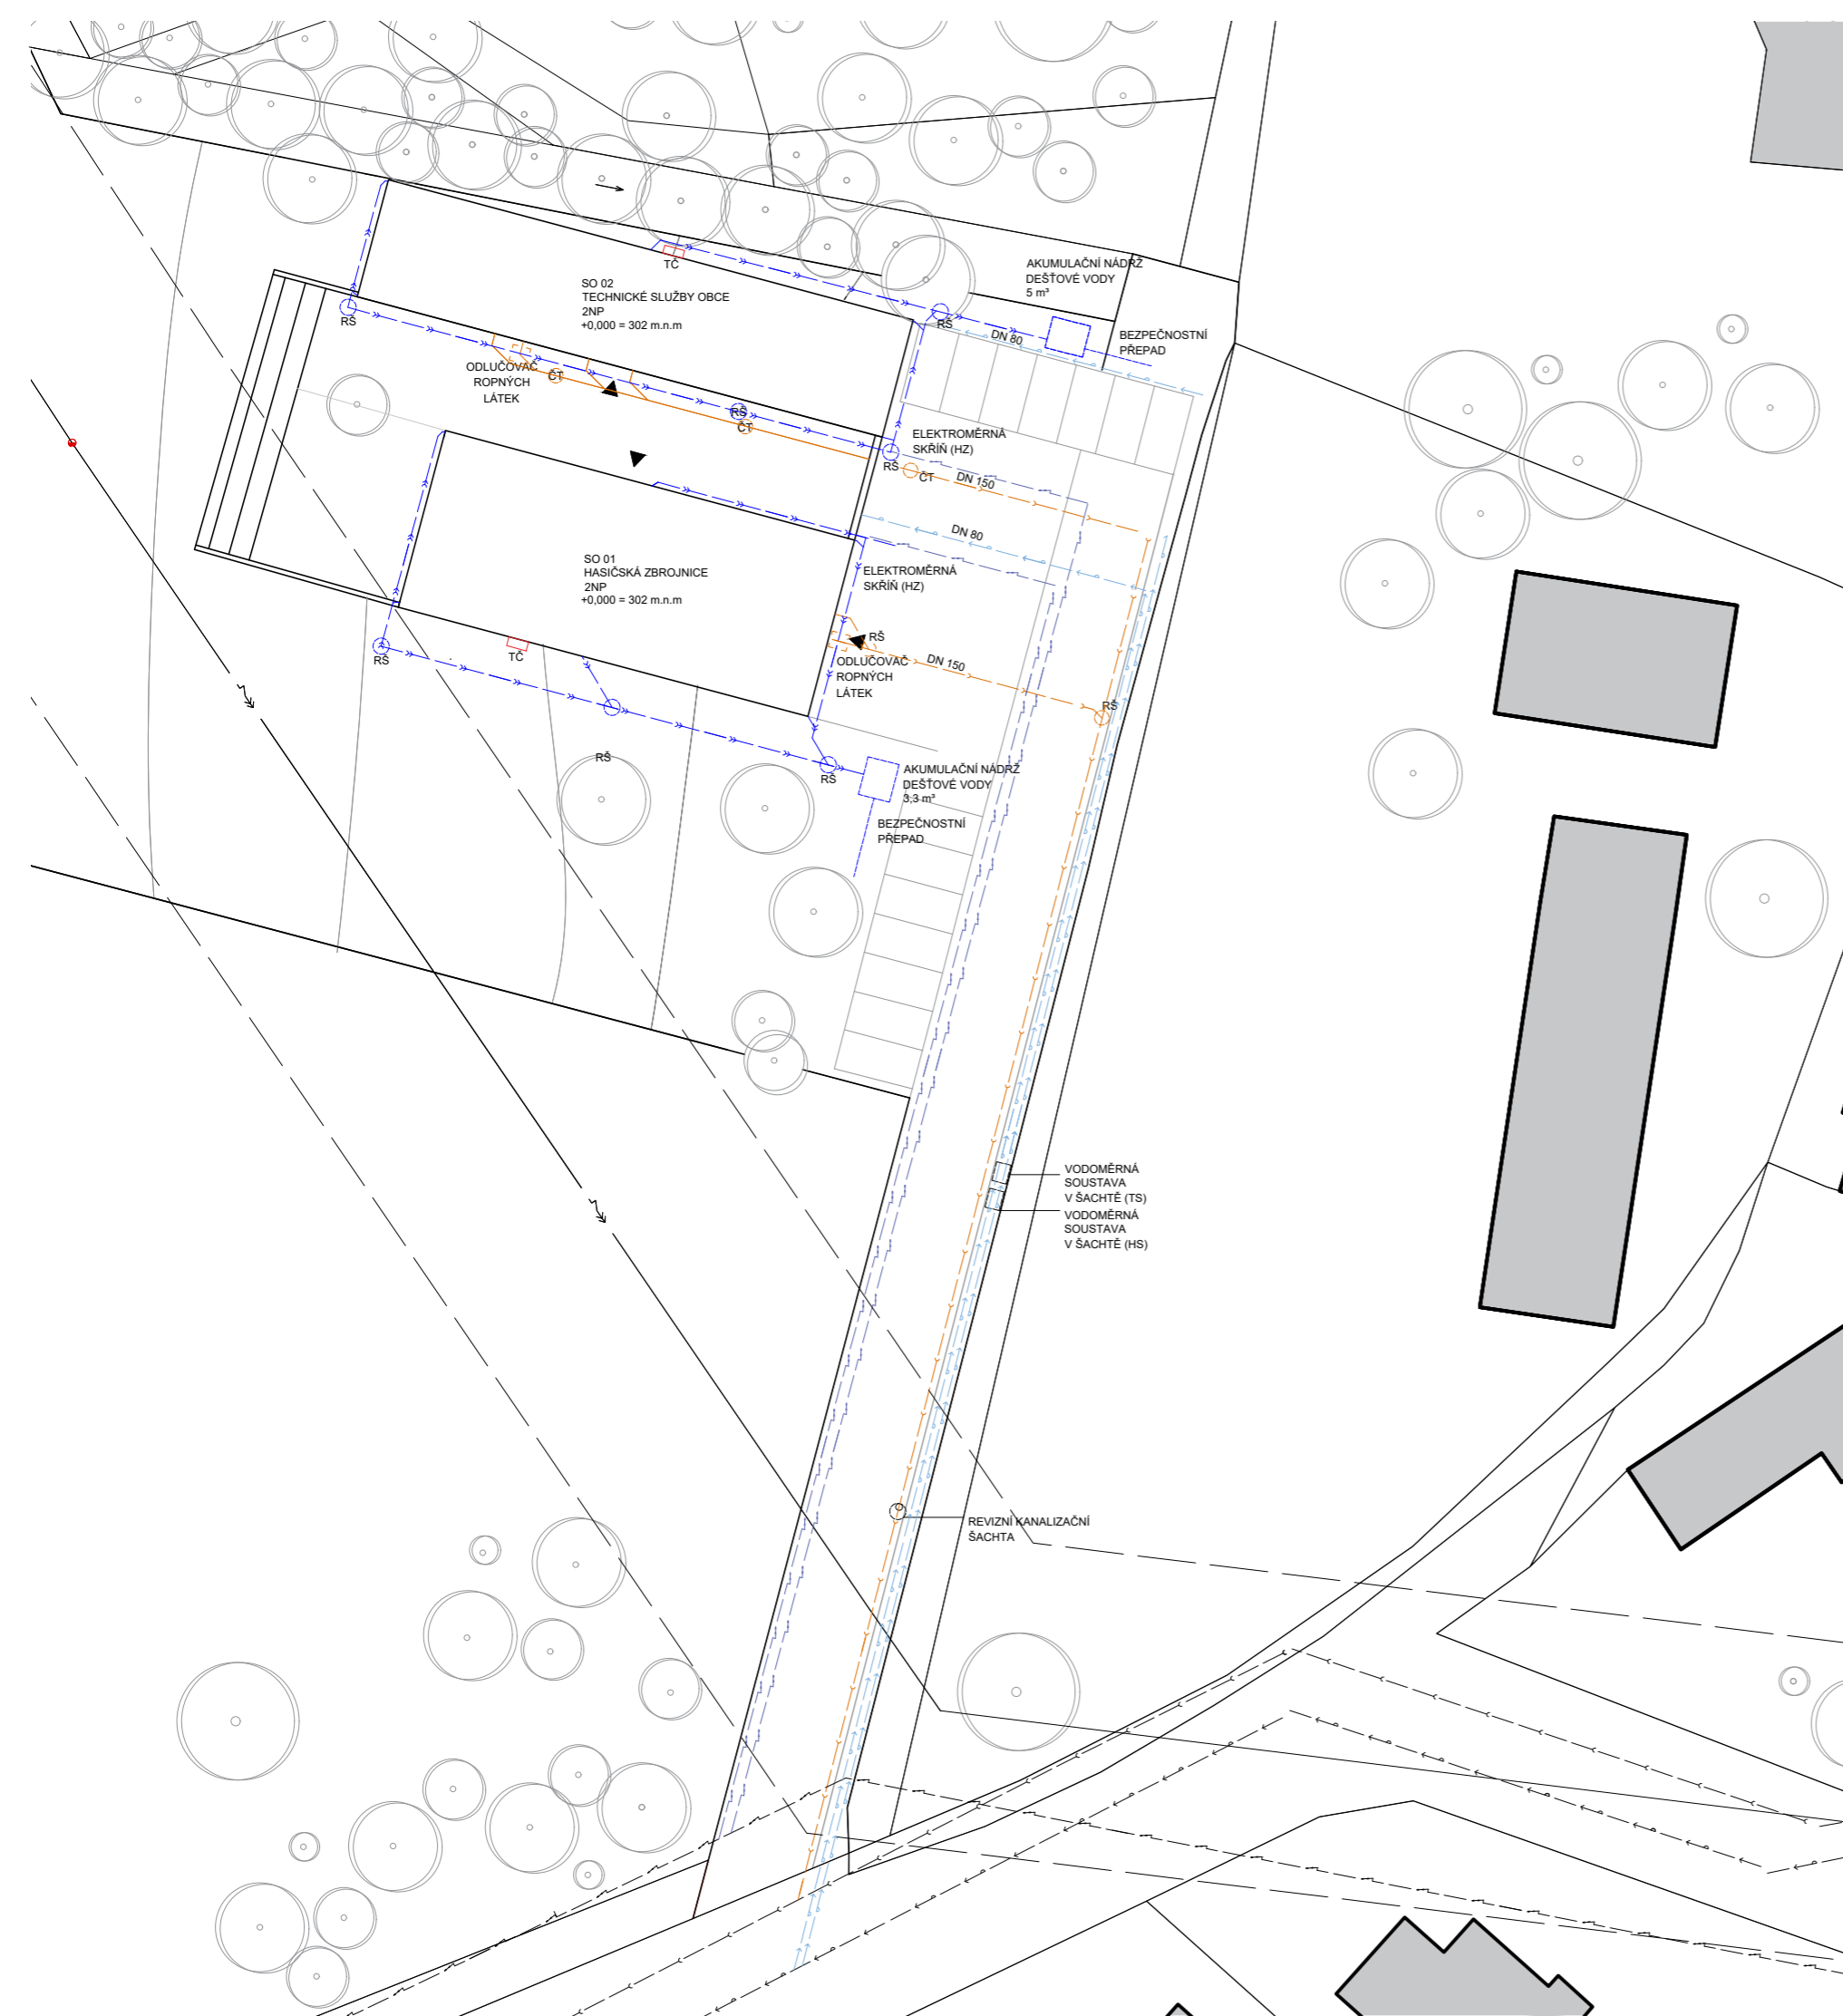 AKUMULAČNÍ NÁDRŽ
DEŠŤOVÉ VODY
5 m³
TČ
SO 02
TECHNICKÉ SLUŽBY OBCE
2NP
+0,000 = 302 m.n.m
RŠ
RŠ
DN 80
BEZPEČNOSTNÍ
PŘEPAD
ODLUČOVAČ
ROPNÝCH
LÁTEK
ČT
RŠ
ČT
ELEKTROMĚRNÁ
SKŘÍŇ (HZ)
RŠ
ČT
DN 150
DN 80
SO 01
HASIČSKÁ ZBROJNICE
2NP
+0,000 = 302 m.n.m
ELEKTROMĚRNÁ
SKŘÍŇ (HZ)
RŠ
TČ
RŠ
ODLUČOVAČ
ROPNÝCH
LÁTEK
DN 150
RŠ
RŠ
RŠ
AKUMULAČNÍ NÁDRŽ
DEŠŤOVÉ VODY
3,3 m³
BEZPEČNOSTNÍ
PŘEPAD
VODOMĚRNÁ
SOUSTAVA
V ŠACHTĚ (TS)
VODOMĚRNÁ
SOUSTAVA
V ŠACHTĚ (HS)
REVIZNÍ KANALIZAČNÍ
ŠACHTA